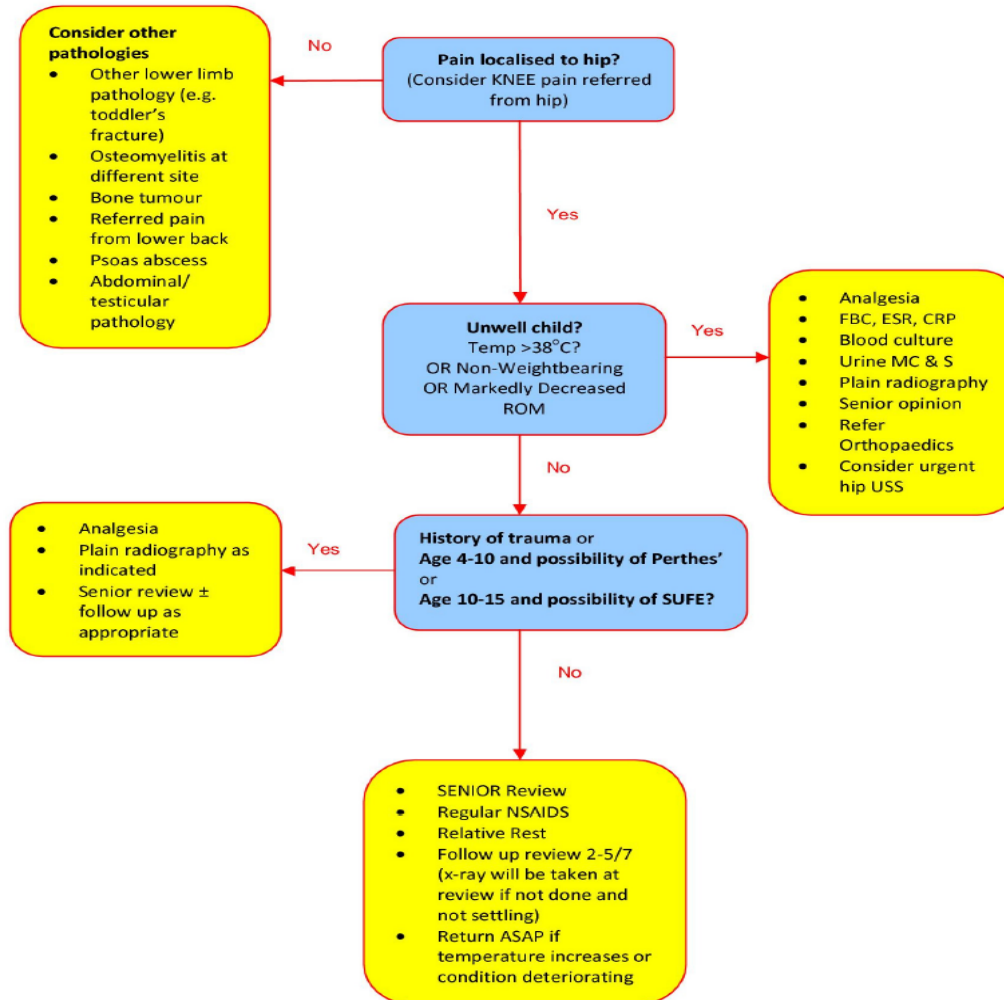 Consider other
pathologies
• Other lower limb
pathology (e.g.
toddler's
fracture)
• Osteomyelitis at
different site
• Bone tumour
• Referred pain
from lower back
• Psoas abscess
• Abdominal/
testicular
pathology
No
Pain localised to hip?
(Consider KNEE pain referred
from hip)
Yes
Unwell child?
Temp >38°C?
OR Non-Weightbearing
OR Markedly Decreased
ROM
Yes
• Analgesia
• FBC, ESR, CRP
• Blood culture
• Urine MC & S
• Plain radiography
• Senior opinion
• Refer
Orthopaedics
• Consider urgent
hip USS
No
History of trauma or
Age 4-10 and possibility of Perthes'
or
Age 10-15 and possibility of SUFE?
Yes
• Analgesia
• Plain radiography as
indicated
• Senior review ±
follow up as
appropriate
No
• SENIOR Review
• Regular NSAIDS
• Relative Rest
• Follow up review 2-5/7
(x-ray will be taken at
review if not done and
not settling)
• Return ASAP if
temperature increases or
condition deteriorating